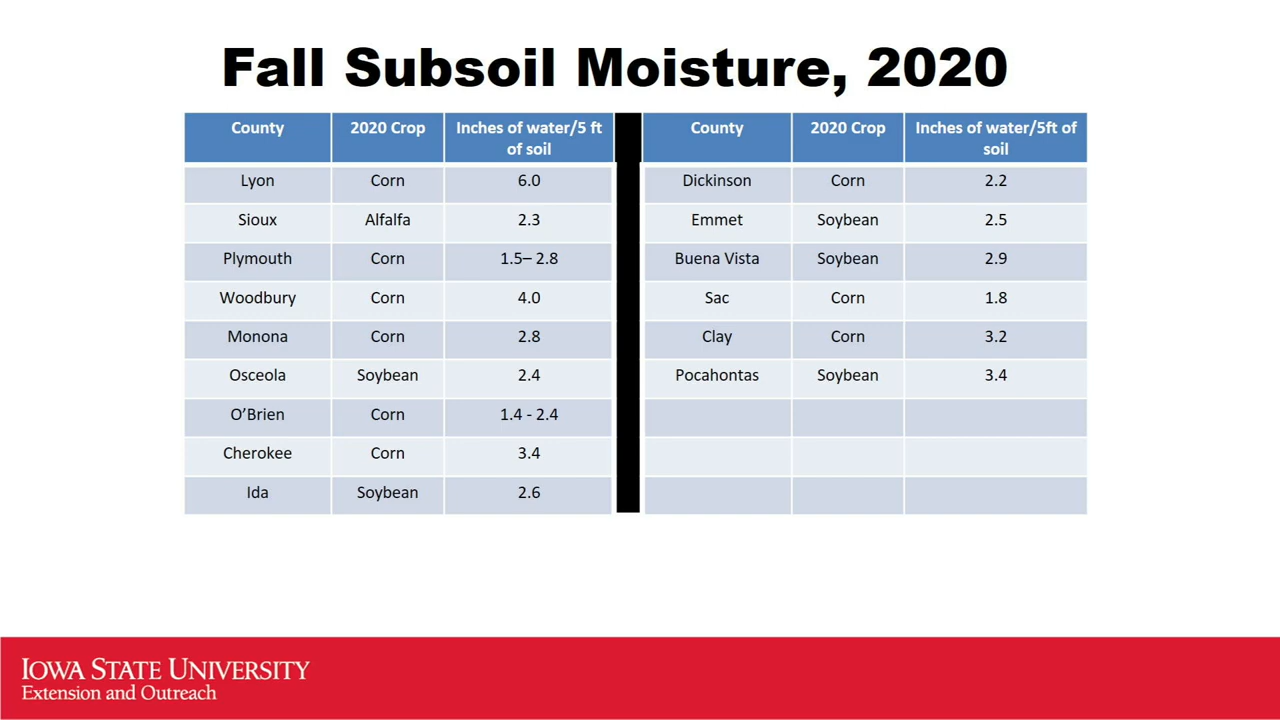 Fall Subsoil Moisture, 2020
County 2020 Crop Inches of water/5 ft of soil
Lyon Corn 6.0
Sioux Alfalfa 2.3
Plymouth Corn 1.5– 2.8
Woodbury Corn 4.0
Monona Corn 2.8
Osceola Soybean 2.4
O’Brien Corn 1.4 - 2.4
Cherokee Corn 3.4
Ida Soybean 2.6
County 2020 Crop Inches of water/5ft of soil
Dickinson Corn 2.2
Emmet Soybean 2.5
Buena Vista Soybean 2.9
Sac Corn 1.8
Clay Corn 3.2
Pocahontas Soybean 3.4
IOWA STATE UNIVERSITY
Extension and Outreach